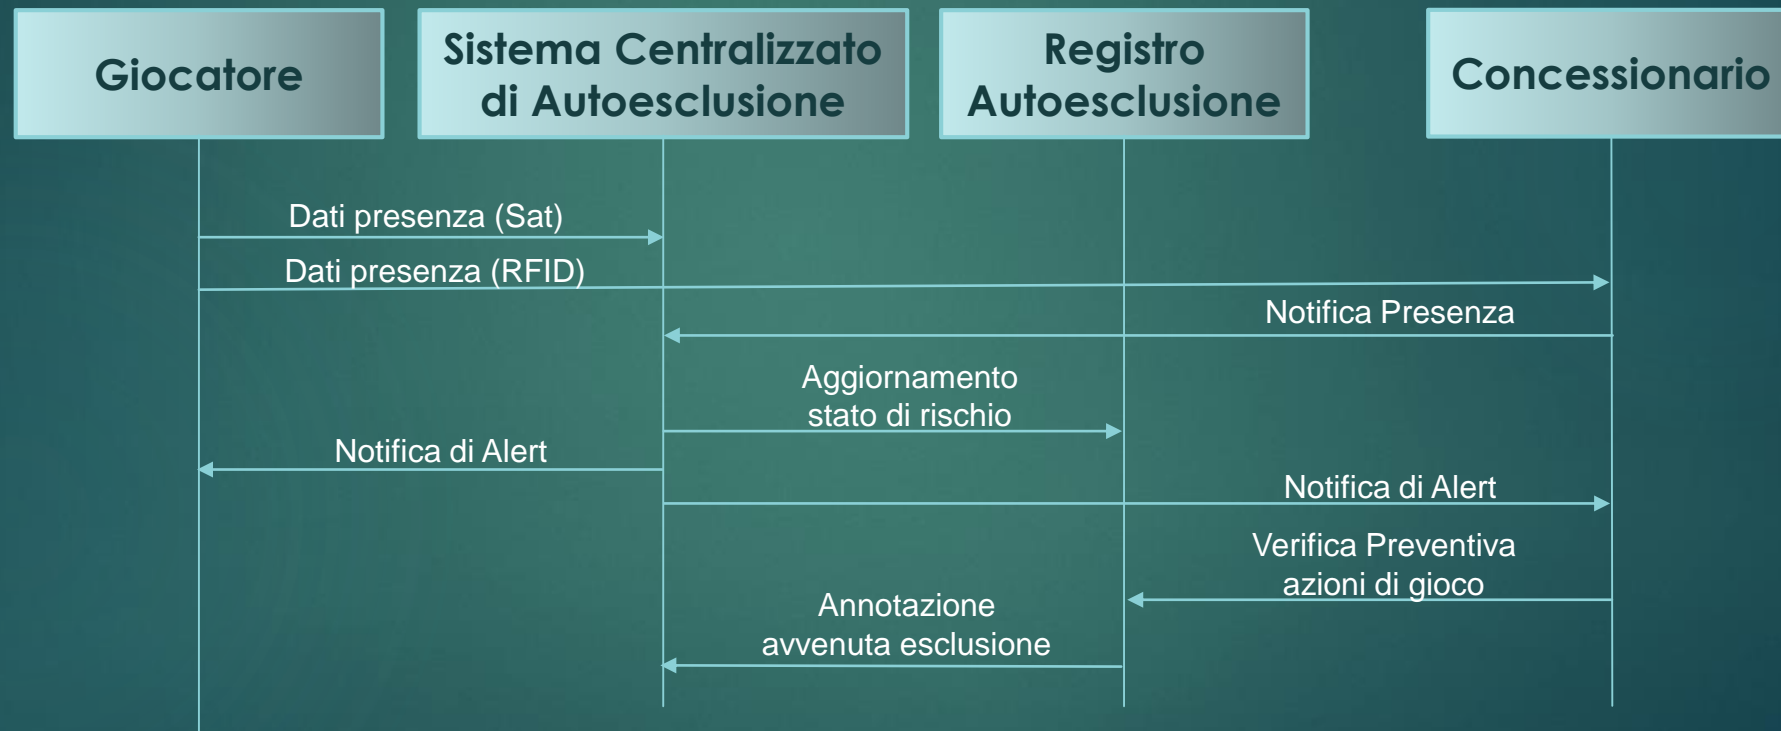 Giocatore
Sistema Centralizzato
di Autoesclusione
Registro
Autoesclusione
Concessionario
Dati presenza (Sat)
Dati presenza (RFID)
Notifica Presenza
Aggiornamento
stato di rischio
Notifica di Alert
Notifica di Alert
Verifica Preventiva
azioni di gioco
Annotazione
avvenuta esclusione